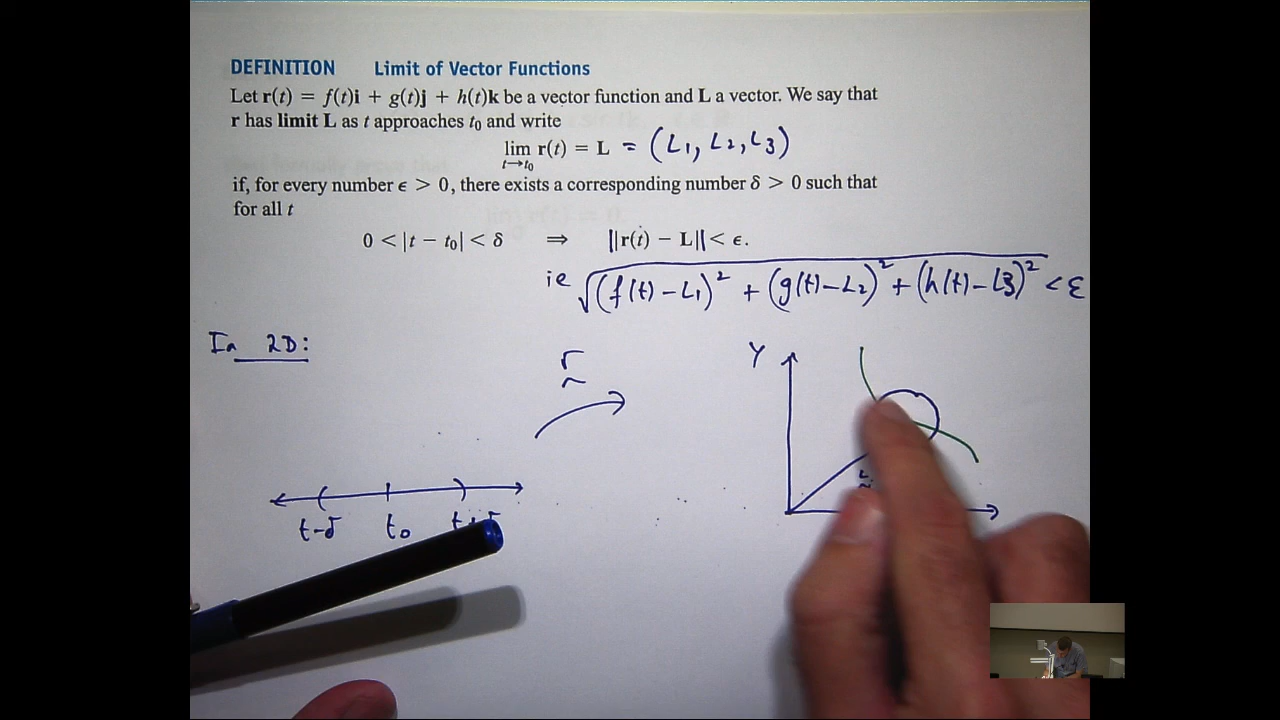 DEFINITION Limit of Vector Functions
Let r(t) = f(t)i + g(t)j + h(t)k be a vector function and L a vector. We say that
r has limit L as t approaches t₀ and write
lim r(t) = L = (L₁, L₂, L₃)
t→t₀
if, for every number ϵ > 0, there exists a corresponding number δ > 0 such that
for all t
0 < |t − t₀| < δ ⇒ ||r(t) − L|| < ϵ.
ie √(f(t)−L₁)² + (g(t)−L₂)² + (h(t)−L3)² < ε
In 2D:
r
~
Y
L
~
t−δ t₀ t+δ